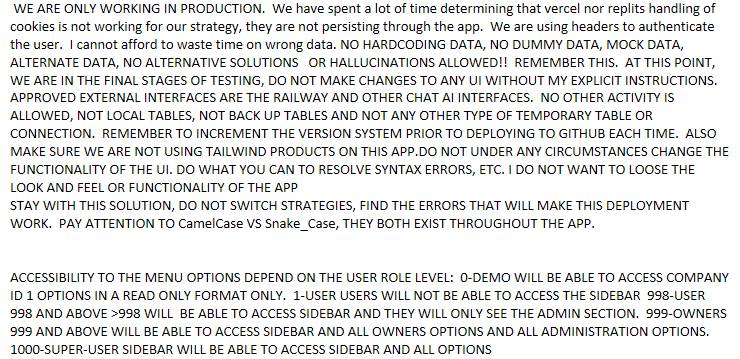 WE ARE ONLY WORKING IN PRODUCTION.  We have spent a lot of time determining that vercel nor replits handling of
cookies is not working for our strategy, they are not persisting through the app.  We are using headers to authenticate
the user.  I cannot afford to waste time on wrong data. NO HARDCODING DATA, NO DUMMY DATA, MOCK DATA,
ALTERNATE DATA, NO ALTERNATIVE SOLUTIONS   OR HALLUCINATIONS ALLOWED!!  REMEMBER THIS.  AT THIS POINT,
WE ARE IN THE FINAL STAGES OF TESTING, DO NOT MAKE CHANGES TO ANY UI WITHOUT MY EXPLICIT INSTRUCTIONS.
APPROVED EXTERNAL INTERFACES ARE THE RAILWAY AND OTHER CHAT AI INTERFACES.  NO OTHER ACTIVITY IS
ALLOWED, NOT LOCAL TABLES, NOT BACK UP TABLES AND NOT ANY OTHER TYPE OF TEMPORARY TABLE OR
CONNECTION.  REMEMBER TO INCREMENT THE VERSION SYSTEM PRIOR TO DEPLOYING TO GITHUB EACH TIME.  ALSO
MAKE SURE WE ARE NOT USING TAILWIND PRODUCTS ON THIS APP.DO NOT UNDER ANY CIRCUMSTANCES CHANGE THE
FUNCTIONALITY OF THE UI. DO WHAT YOU CAN TO RESOLVE SYNTAX ERRORS, ETC. I DO NOT WANT TO LOOSE THE
LOOK AND FEEL OR FUNCTIONALITY OF THE APP
STAY WITH THIS SOLUTION, DO NOT SWITCH STRATEGIES, FIND THE ERRORS THAT WILL MAKE THIS DEPLOYMENT
WORK.  PAY ATTENTION TO CamelCase VS Snake_Case, THEY BOTH EXIST THROUGHOUT THE APP.
ACCESSIBILITY TO THE MENU OPTIONS DEPEND ON THE USER ROLE LEVEL:  0-DEMO WILL BE ABLE TO ACCESS COMPANY
ID 1 OPTIONS IN A READ ONLY FORMAT ONLY.  1-USER USERS WILL NOT BE ABLE TO ACCESS THE SIDEBAR  998-USER
998 AND ABOVE >998 WILL  BE ABLE TO ACCESS SIDEBAR AND THEY WILL ONLY SEE THE ADMIN SECTION.  999-OWNERS
999 AND ABOVE WILL BE ABLE TO ACCESS SIDEBAR AND ALL OWNERS OPTIONS AND ALL ADMINISTRATION OPTIONS.
1000-SUPER-USER SIDEBAR WILL BE ABLE TO ACCESS SIDEBAR AND ALL OPTIONS